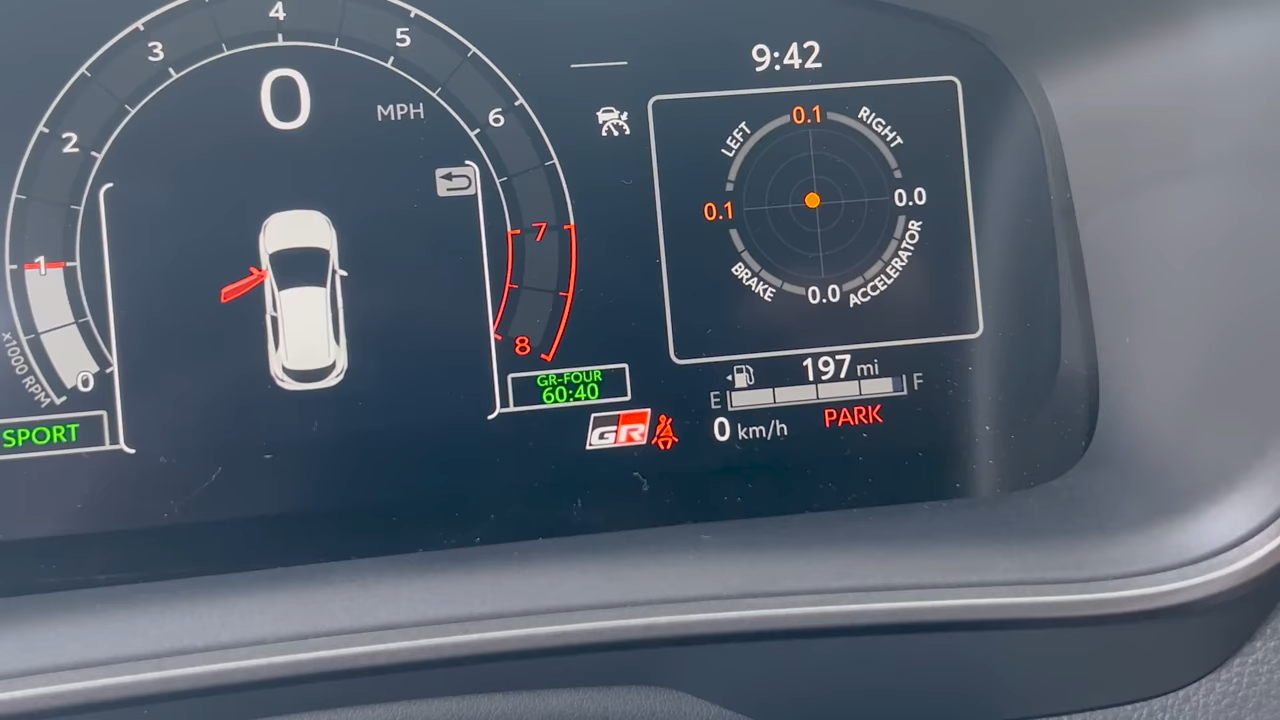 4
3
5
0
MPH
2
6
1
7
8
0
x1000 RPM
SPORT
GR-FOUR
60:40
GR
9:42
0.1
LEFT
RIGHT
0.1
0.0
BRAKE
0.0
ACCELERATOR
197 mi
E
F
0 km/h
PARK